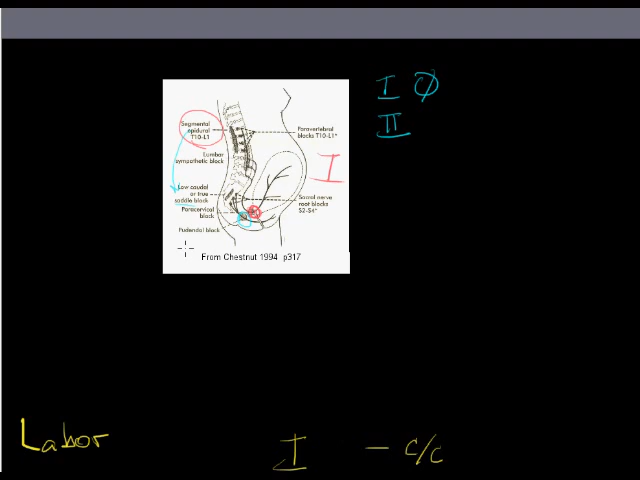 I Φ
II
Segmental
epidural
T10-L1
Paravertebral
blocks T10-L1*
Lumbar
sympathetic block
I
Low caudal
or true
saddle block
Sacral nerve
root blocks
S2-S4*
Paracervical
block
Pudendal block
From Chestnut 1994 p317
Labor
I — c/c